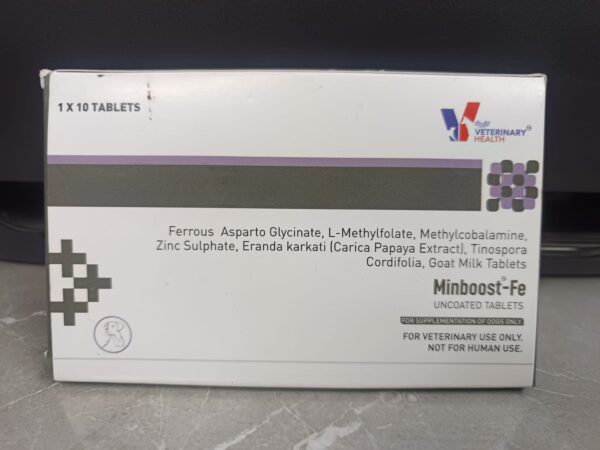 1 X 10 TABLETS
VETERINARY
HEALTH
Ferrous Asparto Glycinate, L-Methylfolate, Methylcobalamine,
Zinc Sulphate, Eranda karkati (Carica Papaya Extract), Tinospora
Cordifolia, Goat Milk Tablets
Minboost®-Fe
UNCOATED TABLETS
FOR SUPPLEMENTATION OF DOGS ONLY.
FOR VETERINARY USE ONLY.
NOT FOR HUMAN USE.